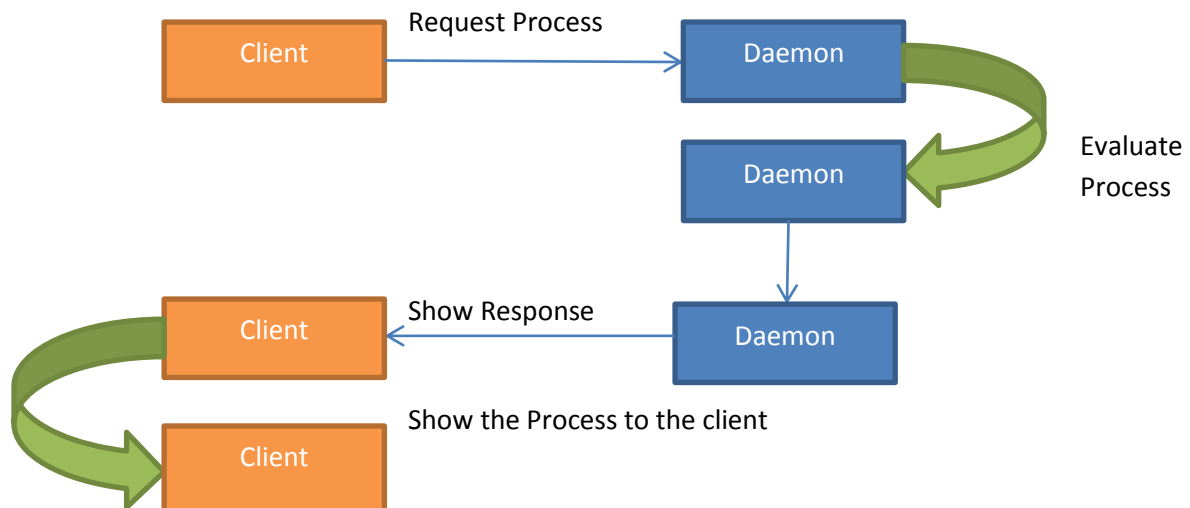 Request Process
Client
Daemon
Daemon
Evaluate
Process
Client
Show Response
Daemon
Show the Process to the client
Client